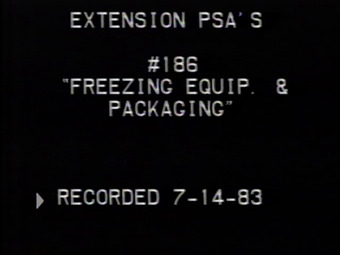 EXTENSION PSA'S
#186
"FREEZING EQUIP. &
PACKAGING"
RECORDED 7-14-83